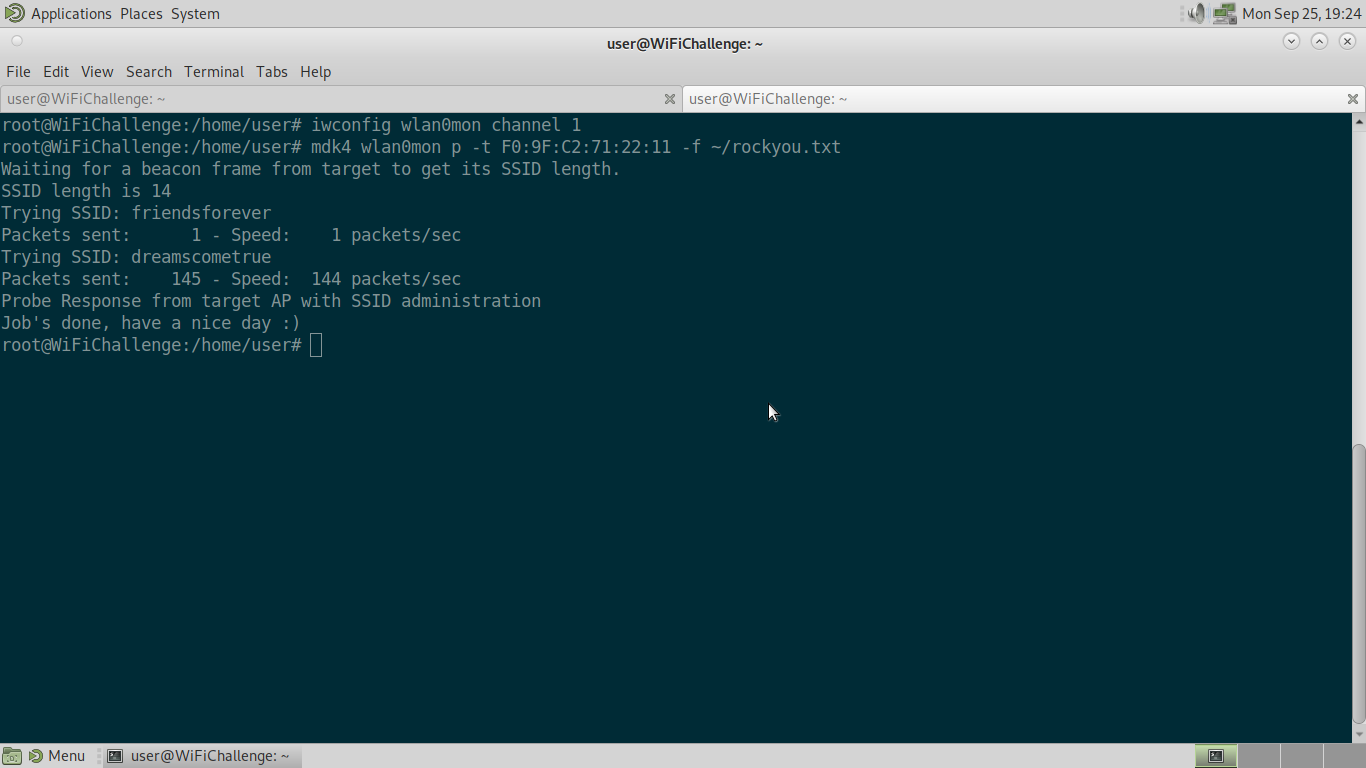 Applications Places System Mon Sep 25, 19:24
user@WiFiChallenge: ~
File Edit View Search Terminal Tabs Help
user@WiFiChallenge: ~ user@WiFiChallenge: ~
root@WiFiChallenge:/home/user# iwconfig wlan0mon channel 1
root@WiFiChallenge:/home/user# mdk4 wlan0mon p -t F0:9F:C2:71:22:11 -f ~/rockyou.txt
Waiting for a beacon frame from target to get its SSID length.
SSID length is 14
Trying SSID: friendsforever
Packets sent:      1 - Speed:    1 packets/sec
Trying SSID: dreamscometrue
Packets sent:    145 - Speed:  144 packets/sec
Probe Response from target AP with SSID administration
Job's done, have a nice day :)
root@WiFiChallenge:/home/user#
Menu user@WiFiChallenge: ~